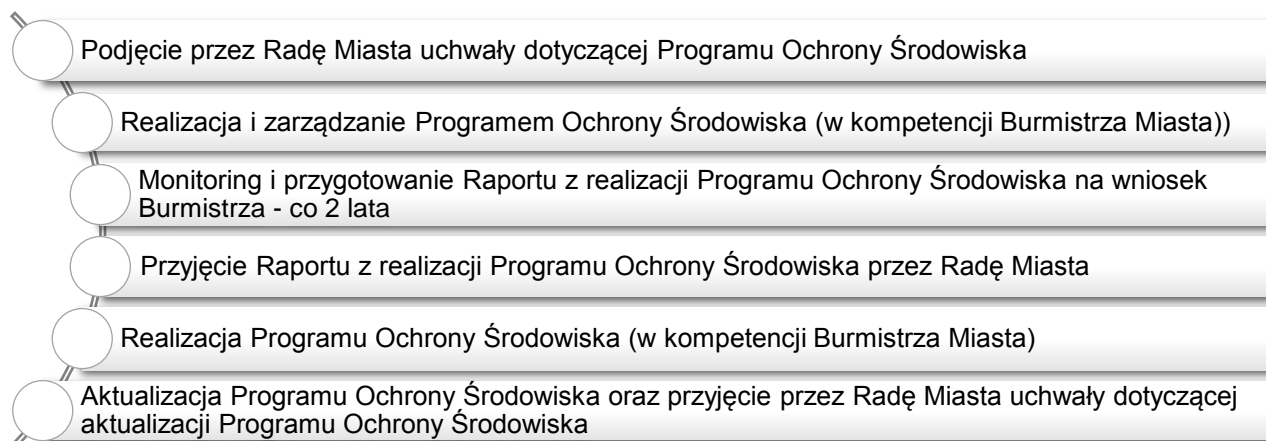 Podjęcie przez Radę Miasta uchwały dotyczącej Programu Ochrony Środowiska
Realizacja i zarządzanie Programem Ochrony Środowiska (w kompetencji Burmistrza Miasta))
Monitoring i przygotowanie Raportu z realizacji Programu Ochrony Środowiska na wniosek
Burmistrza - co 2 lata
Przyjęcie Raportu z realizacji Programu Ochrony Środowiska przez Radę Miasta
Realizacja Programu Ochrony Środowiska (w kompetencji Burmistrza Miasta)
Aktualizacja Programu Ochrony Środowiska oraz przyjęcie przez Radę Miasta uchwały dotyczącej
aktualizacji Programu Ochrony Środowiska